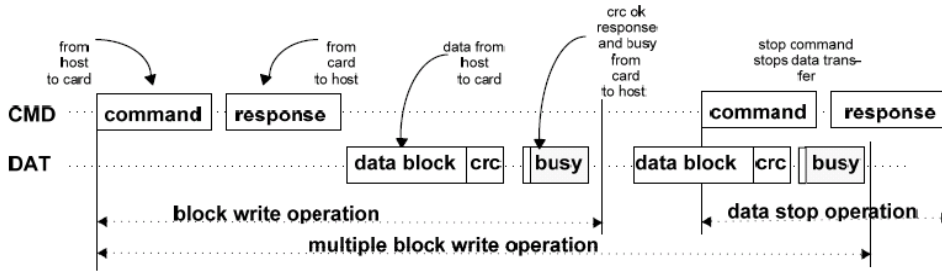 from
host
to card
from
card
to host
data from
host
to card
crc ok
response
and busy
from
card
to host
stop command
stops data trans-
fer
CMD
command
response
command
response
DAT
data block
crc
busy
data block
crc
busy
block write operation
data stop operation
multiple block write operation